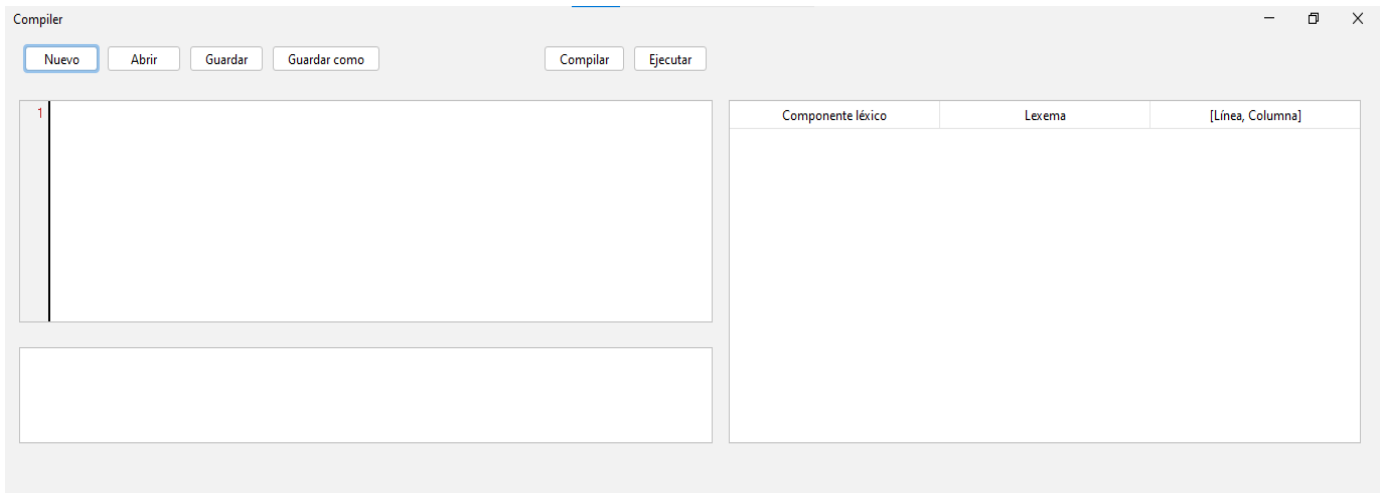 Compiler
Nuevo Abrir Guardar Guardar como Compilar Ejecutar
1
Componente léxico Lexema [Línea, Columna]